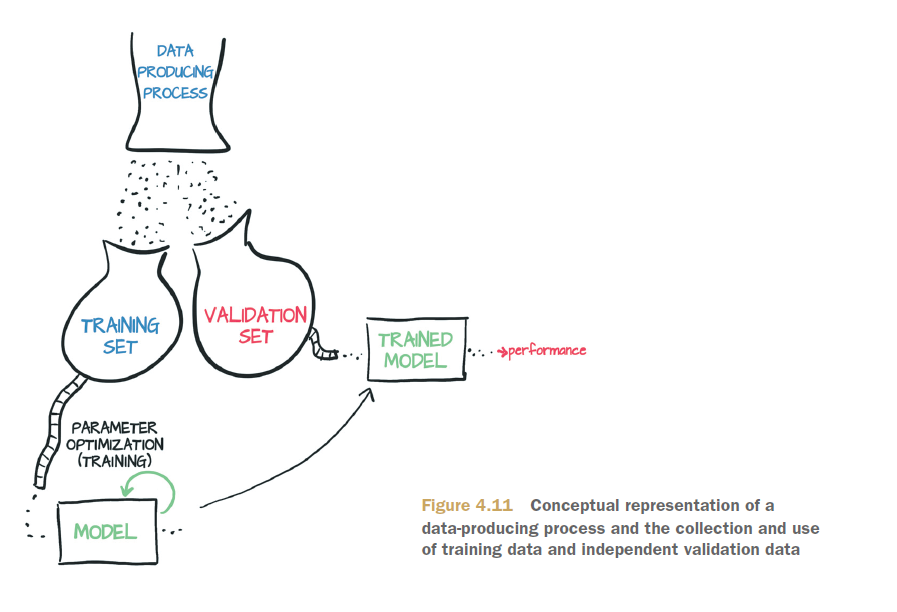 DATA
PRODUCING
PROCESS
TRAINING
SET
VALIDATION
SET
TRAINED
MODEL
performance
PARAMETER
OPTIMIZATION
(TRAINING)
MODEL
Figure 4.11 Conceptual representation of a
data-producing process and the collection and use
of training data and independent validation data